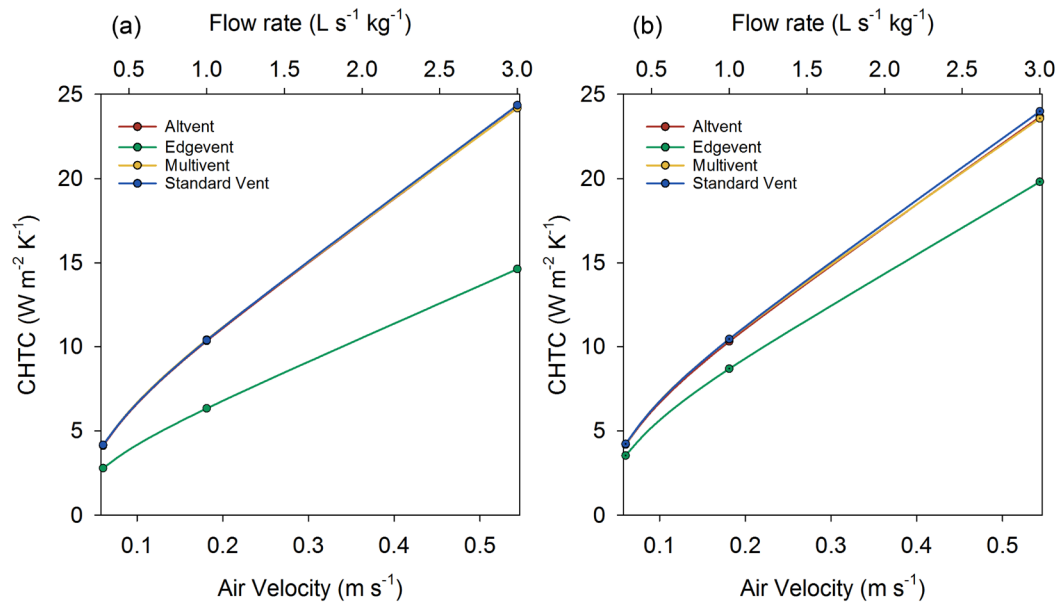 (a) Flow rate (L s⁻¹ kg⁻¹)
0.5 1.0 1.5 2.0 2.5 3.0
25
20
15
10
5
0
CHTC (W m⁻² K⁻¹)
Altvent
Edgevent
Multivent
Standard Vent
0.1 0.2 0.3 0.4 0.5
Air Velocity (m s⁻¹)
(b) Flow rate (L s⁻¹ kg⁻¹)
0.5 1.0 1.5 2.0 2.5 3.0
25
20
15
10
5
0
CHTC (W m⁻² K⁻¹)
Altvent
Edgevent
Multivent
Standard Vent
0.1 0.2 0.3 0.4 0.5
Air Velocity (m s⁻¹)